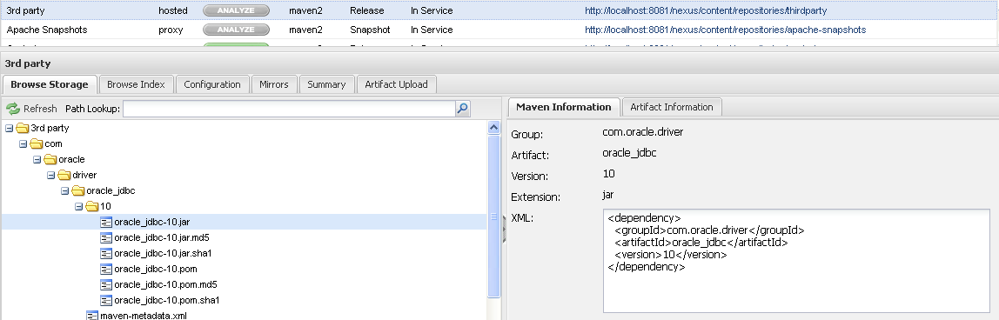 3rd party hosted ANALYZE maven2 Release In Service http://localhost:8081/nexus/content/repositories/thirdparty
Apache Snapshots proxy ANALYZE maven2 Snapshot In Service http://localhost:8081/nexus/content/repositories/apache-snapshots
3rd party
Browse Storage Browse Index Configuration Mirrors Summary Artifact Upload
Refresh Path Lookup:
3rd party
com
oracle
driver
oracle_jdbc
10
oracle_jdbc-10.jar
oracle_jdbc-10.jar.md5
oracle_jdbc-10.jar.sha1
oracle_jdbc-10.pom
oracle_jdbc-10.pom.md5
oracle_jdbc-10.pom.sha1
maven-metadata.xml
Maven Information Artifact Information
Group: com.oracle.driver
Artifact: oracle_jdbc
Version: 10
Extension: jar
XML:
<dependency>
<groupId>com.oracle.driver</groupId>
<artifactId>oracle_jdbc</artifactId>
<version>10</version>
</dependency>